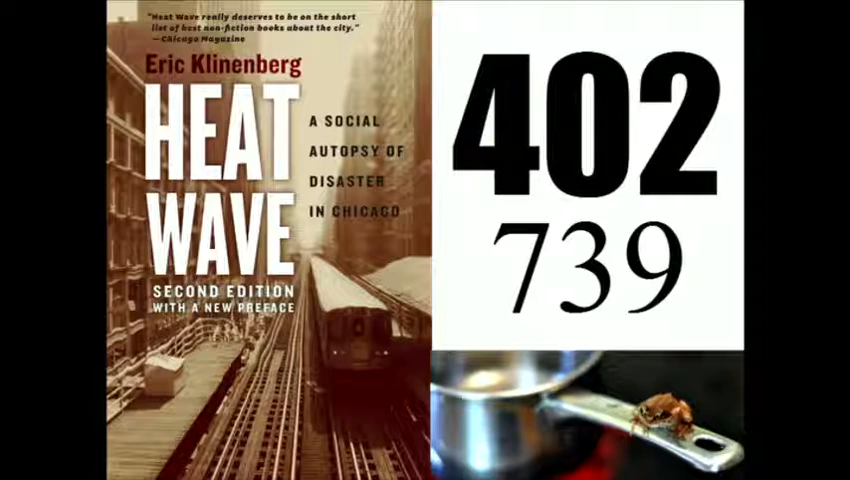 "Heat Wave really deserves to be on the short
list of best non-fiction books about the city."
—Chicago Magazine
Eric Klinenberg
HEAT
WAVE
A SOCIAL
AUTOPSY OF
DISASTER
IN CHICAGO
SECOND EDITION
WITH A NEW PREFACE
402
739